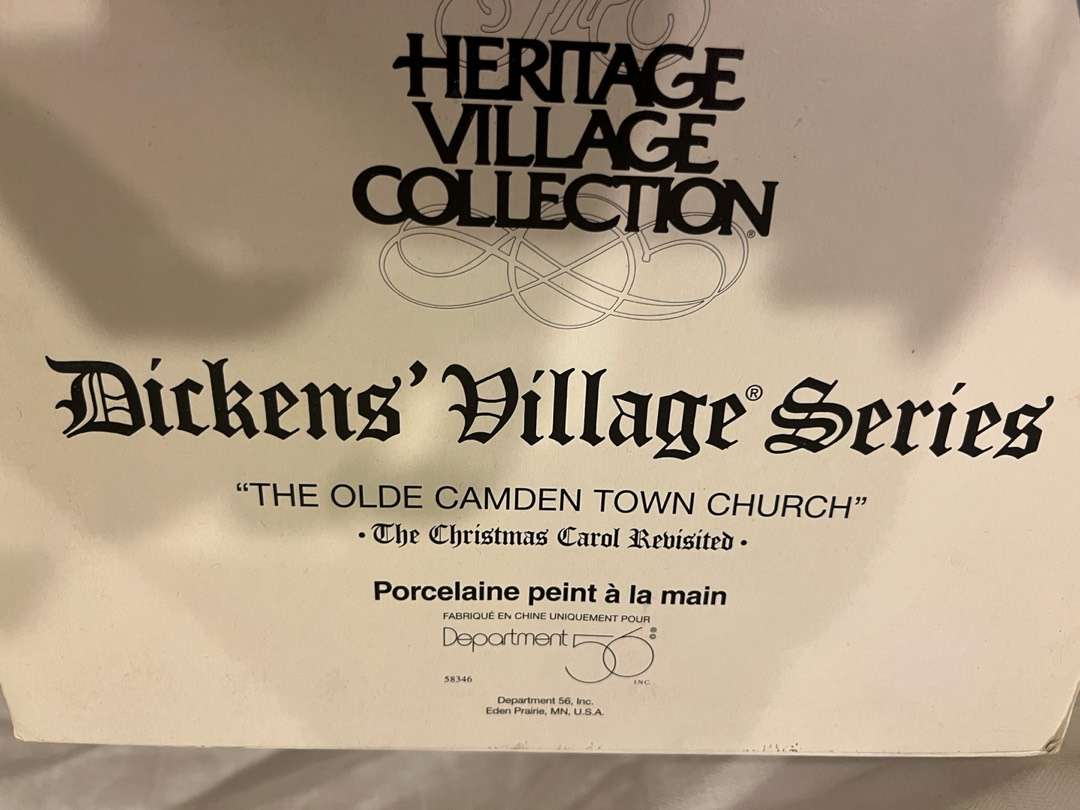 The
HERITAGE
VILLAGE
COLLECTION®
Dickens' Village® Series
“THE OLDE CAMDEN TOWN CHURCH”
• The Christmas Carol Revisited •
Porcelaine peint à la main
FABRIQUÉ EN CHINE UNIQUEMENT POUR
Department 56®
58346 INC.
Department 56, Inc.
Eden Prairie, MN, U.S.A.